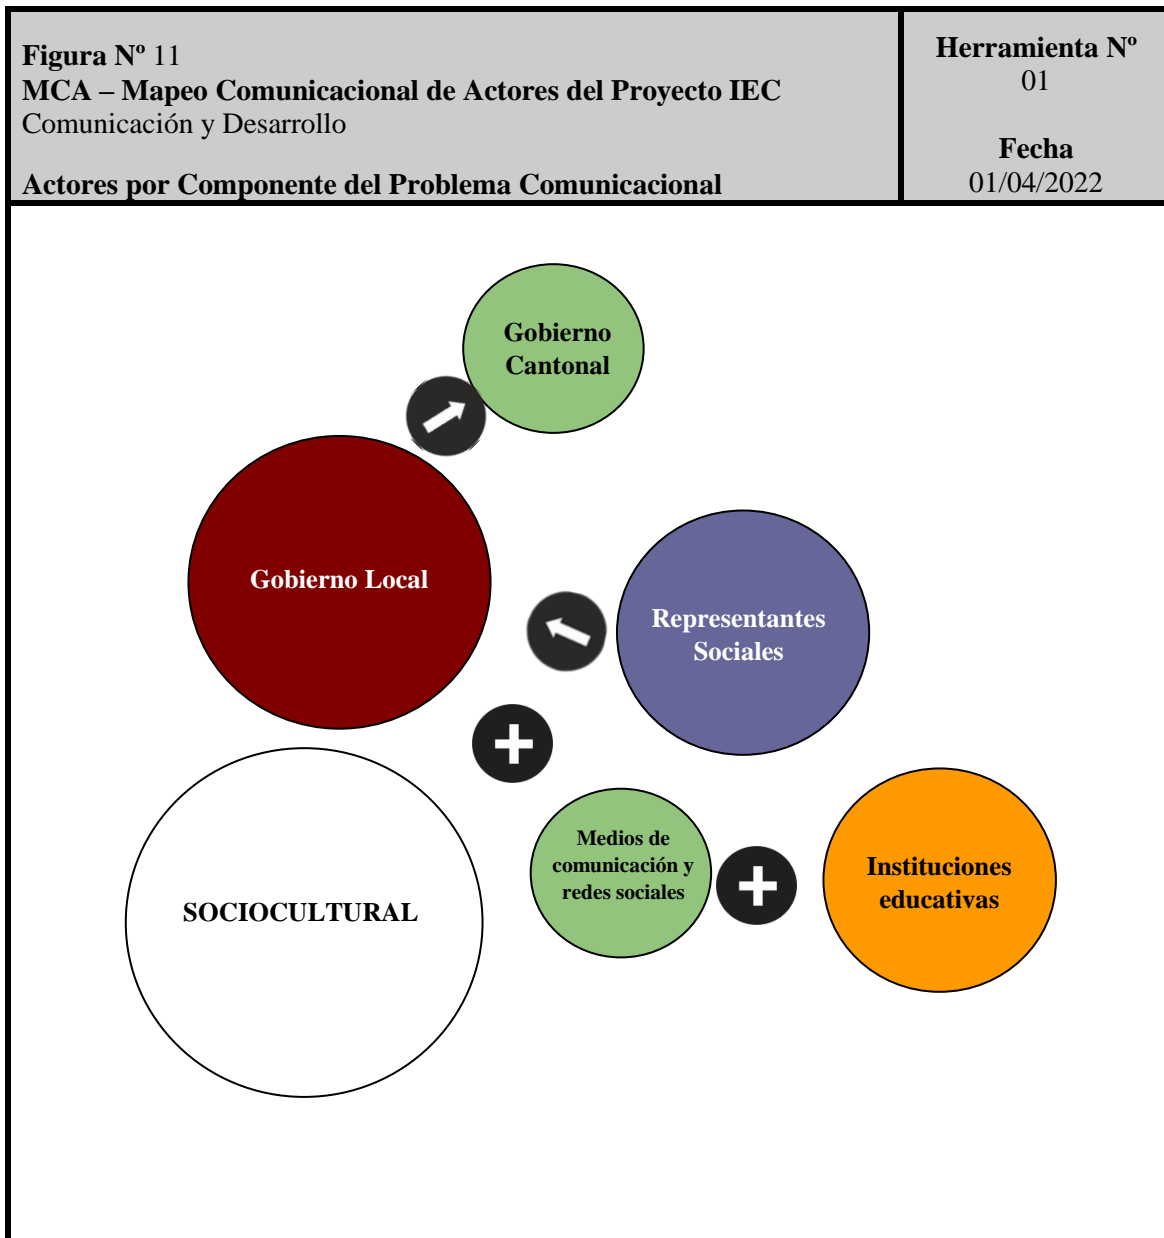 Figura Nº 11
MCA – Mapeo Comunicacional de Actores del Proyecto IEC
Comunicación y Desarrollo
Actores por Componente del Problema Comunicacional
Herramienta Nº
01
Fecha
01/04/2022
Gobierno
Cantonal
Gobierno Local
Representantes
Sociales
Medios de
comunicación y
redes sociales
Instituciones
educativas
SOCIOCULTURAL